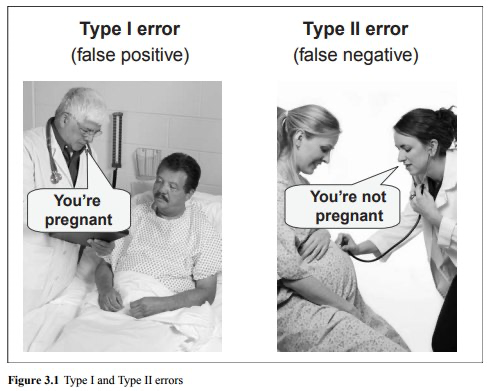 Type I error
(false positive)
Type II error
(false negative)
You're
pregnant
You're not
pregnant
Figure 3.1 Type I and Type II errors